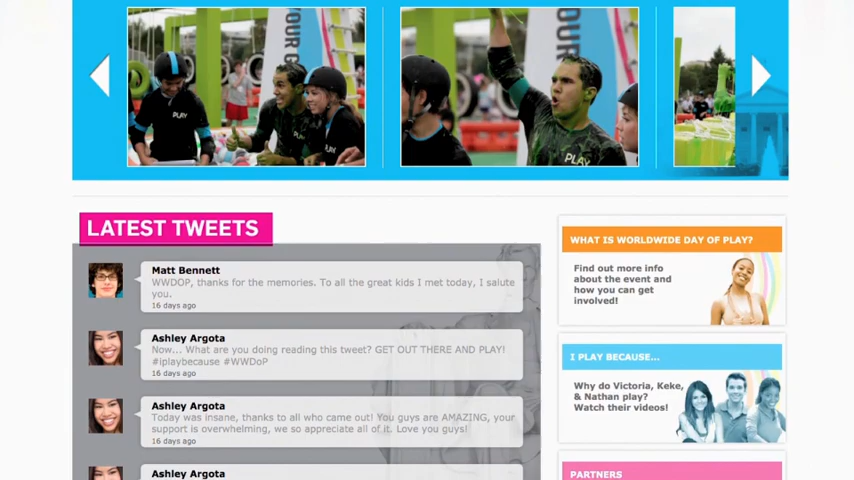 YOUR G
YOUR
PLAY
PLAY
PLAY
LATEST TWEETS
Matt Bennett
WWDOP, thanks for the memories. To all the great kids I met today, I salute
you.
16 days ago
Ashley Argota
Now... What are you doing reading this tweet? GET OUT THERE AND PLAY!
#iplaybecause #WWDoP
16 days ago
Ashley Argota
Today was insane, thanks to all who came out! You guys are AMAZING, your
support is overwhelming, we so appreciate all of it. Love you guys!
16 days ago
Ashley Argota
WHAT IS WORLDWIDE DAY OF PLAY?
Find out more info
about the event and
how you can get
involved!
I PLAY BECAUSE...
Why do Victoria, Keke,
& Nathan play?
Watch their videos!
PARTNERS